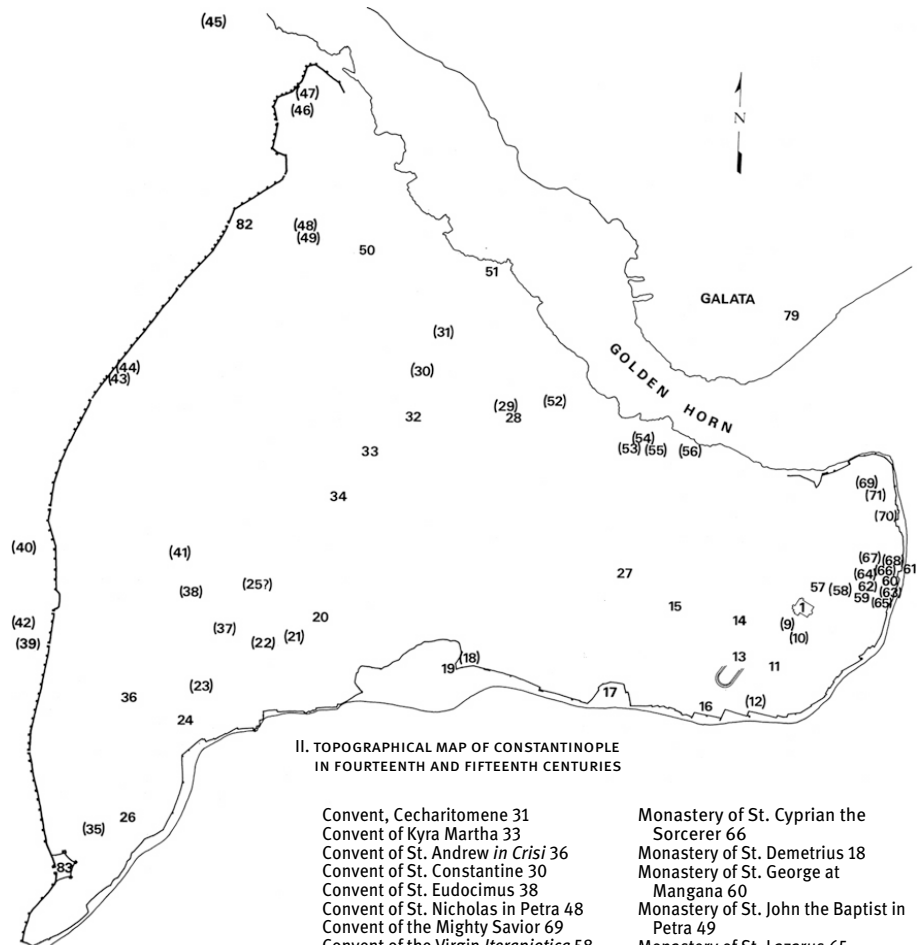 (45)
(47)
(46)
N
82
(48)
(49)
50
51
GALATA
79
(31)
(44)
(43)
(30)
GOLDEN HORN
(29)
(52)
32
28
(54)
(53) (55) (56)
33
(69)
(71)
34
(70)
(40)
(41)
(67) (68)
27
(64) (66) 61
(38)
(25?)
57 (58) 62 60
59 (63)
(65)
15
1
20
14
(9)
(42)
(37)
(10)
(39)
(22) (21)
13
(18)
19
11
(23)
17
36
(12)
16
24
II. TOPOGRAPHICAL MAP OF CONSTANTINOPLE
IN FOURTEENTH AND FIFTEENTH CENTURIES
26
(35)
83
Convent, Cecharitomene 31
Convent of Kyra Martha 33
Convent of St. Andrew in Crisi 36
Convent of St. Constantine 30
Convent of St. Eudocimus 38
Convent of St. Nicholas in Petra 48
Convent of the Mighty Savior 69
Monastery of St. Cyprian the
Sorcerer 66
Monastery of St. Demetrius 18
Monastery of St. George at
Mangana 60
Monastery of St. John the Baptist in
Petra 49